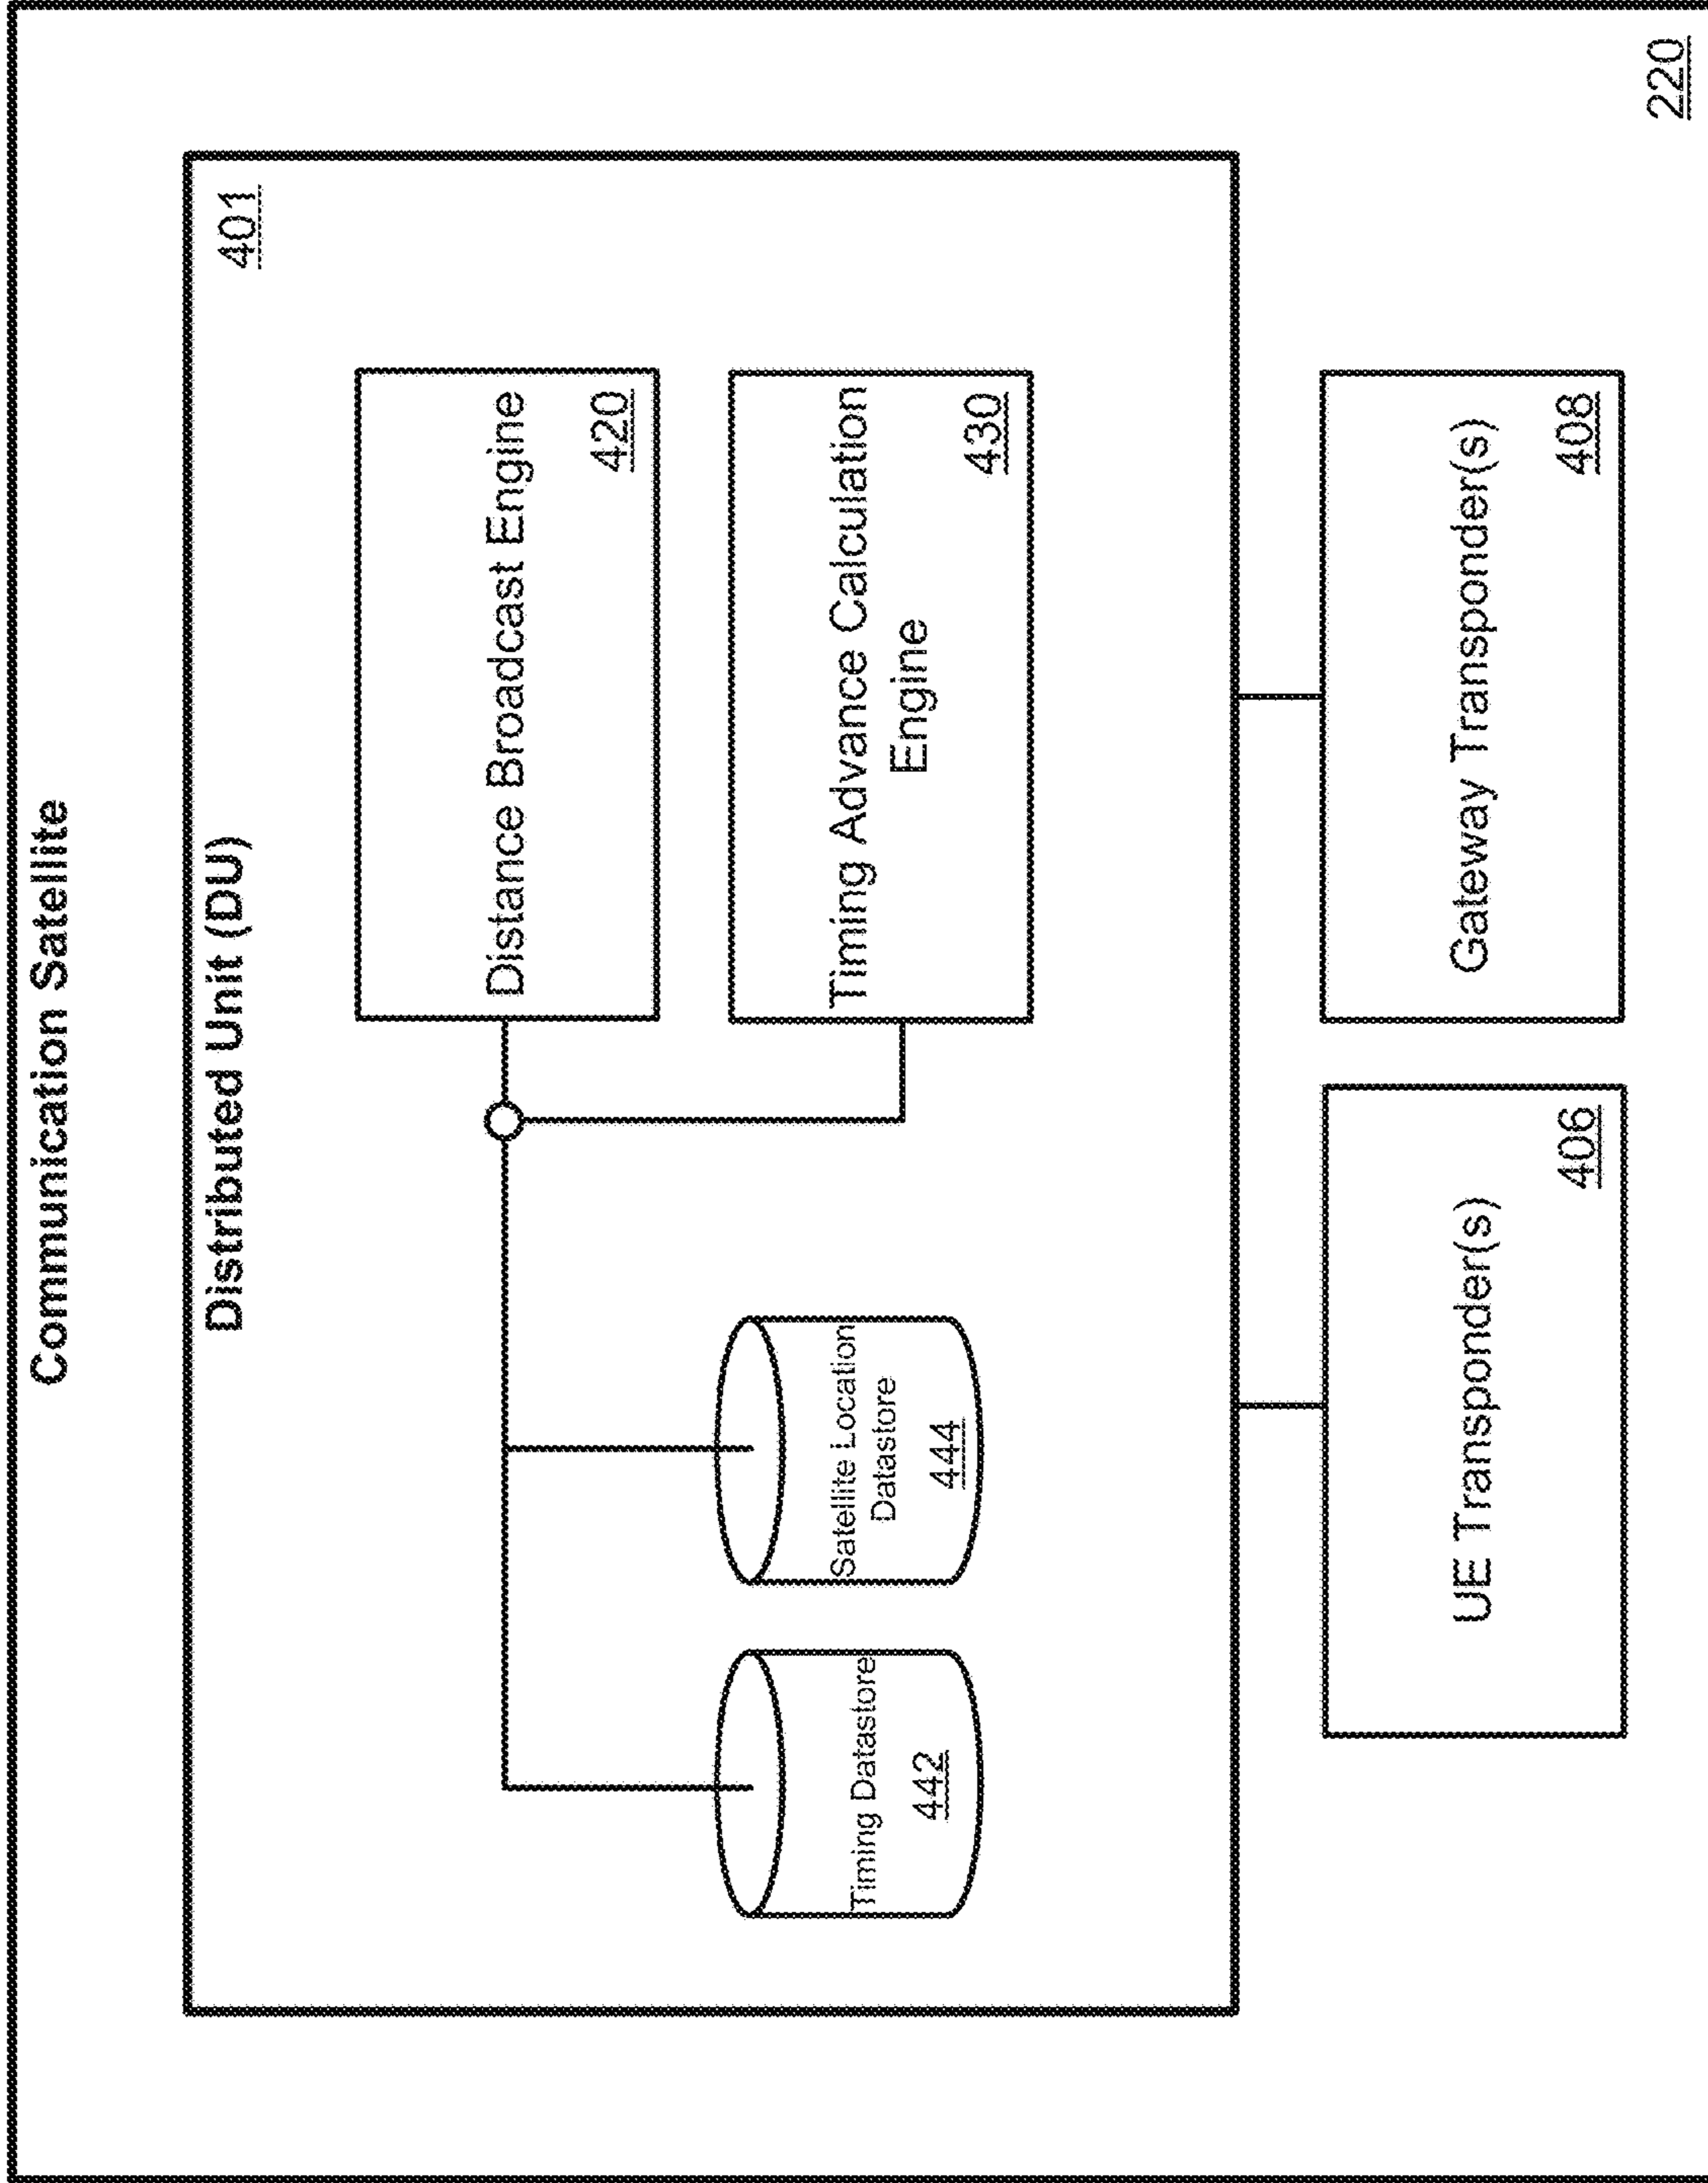 Communication Satellite
Distributed Unit (DU)
401
Distance Broadcast Engine
420
Timing Advance Calculation
Engine
430
Timing Datastore
442
Satellite Location
Datastore
444
UE Transponder(s)
406
Gateway Transponder(s)
408
220